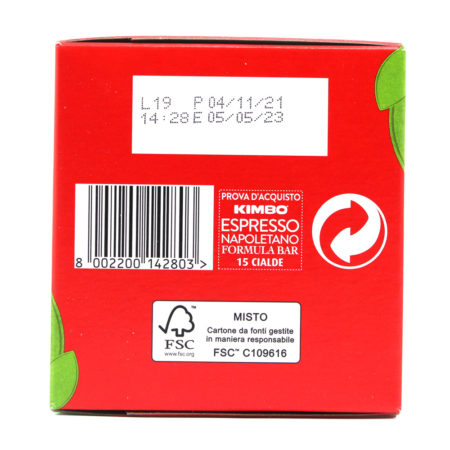 L19 P 04/11/21
14:28 E 05/05/23
8 002200 142803 >
PROVA D'ACQUISTO
KIMBO
ESPRESSO
NAPOLETANO
FORMULA BAR
15 CIALDE
FSC
www.fsc.org
MISTO
Cartone da fonti gestite
in maniera responsabile
FSC™ C109616